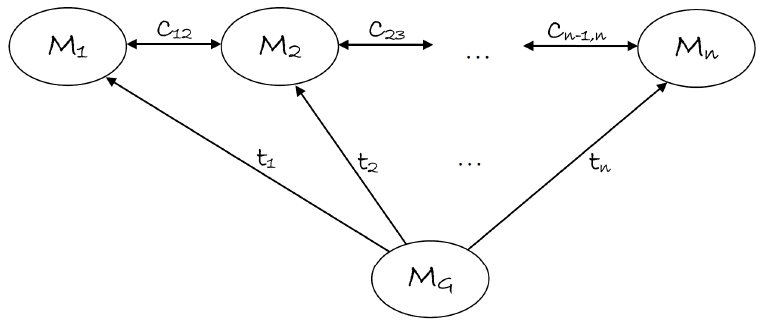 M1 C12 M2 C23 ... Cn-1,n Mn
t1 t2 ... tn
MG